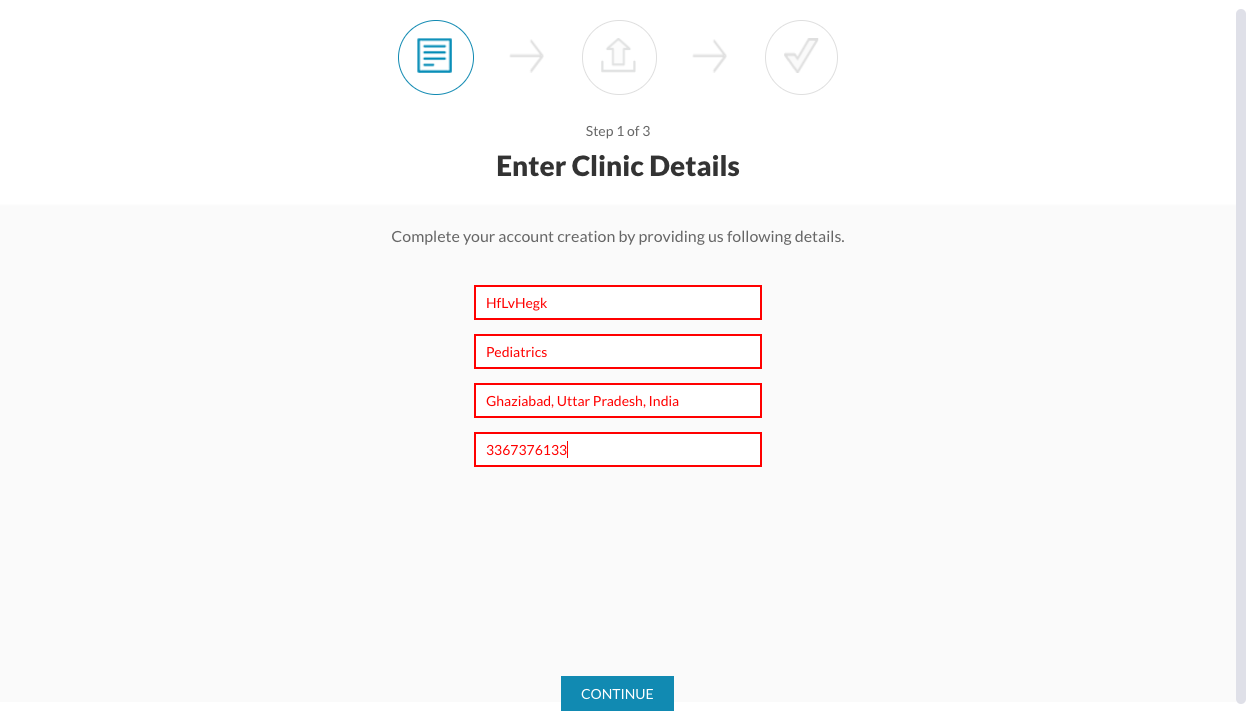 Step 1 of 3
Enter Clinic Details
Complete your account creation by providing us following details.
HfLvHegk
Pediatrics
Ghaziabad, Uttar Pradesh, India
3367376133
CONTINUE